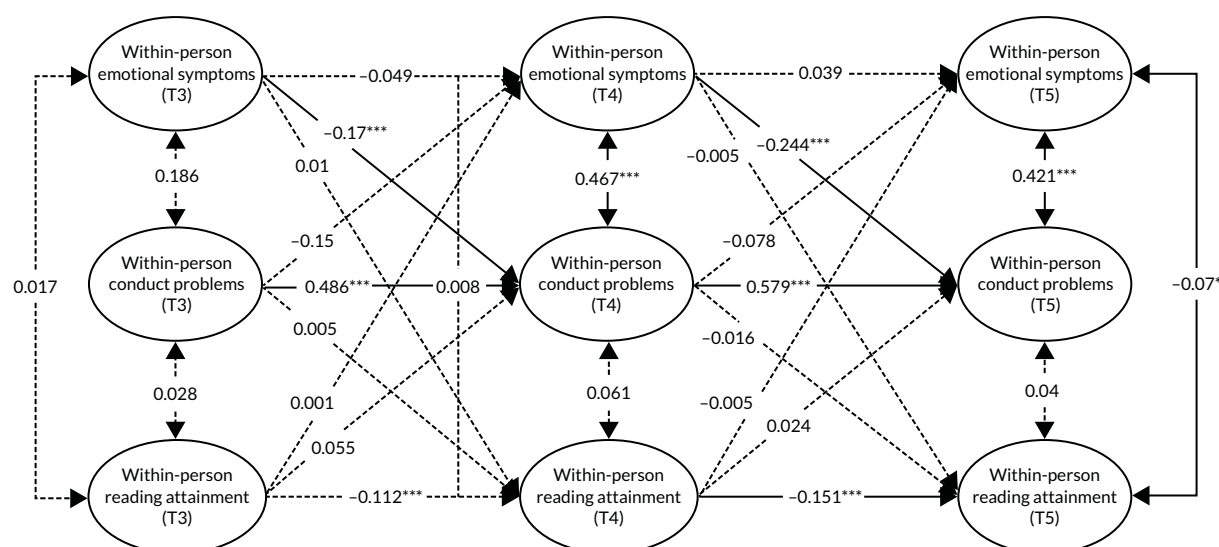 Within-person
emotional symptoms
(T3)
Within-person
emotional symptoms
(T4)
Within-person
emotional symptoms
(T5)
–0.049
0.039
–0.17***
–0.244***
0.01
–0.005
0.186
0.467***
0.421***
–0.15
–0.078
Within-person
conduct problems
(T3)
Within-person
conduct problems
(T4)
Within-person
conduct problems
(T5)
0.017
0.486***
0.008
0.579***
–0.07*
0.005
–0.016
0.028
0.061
0.04
0.001
–0.005
0.055
0.024
Within-person
reading attainment
(T3)
Within-person
reading attainment
(T4)
Within-person
reading attainment
(T5)
–0.112***
–0.151***